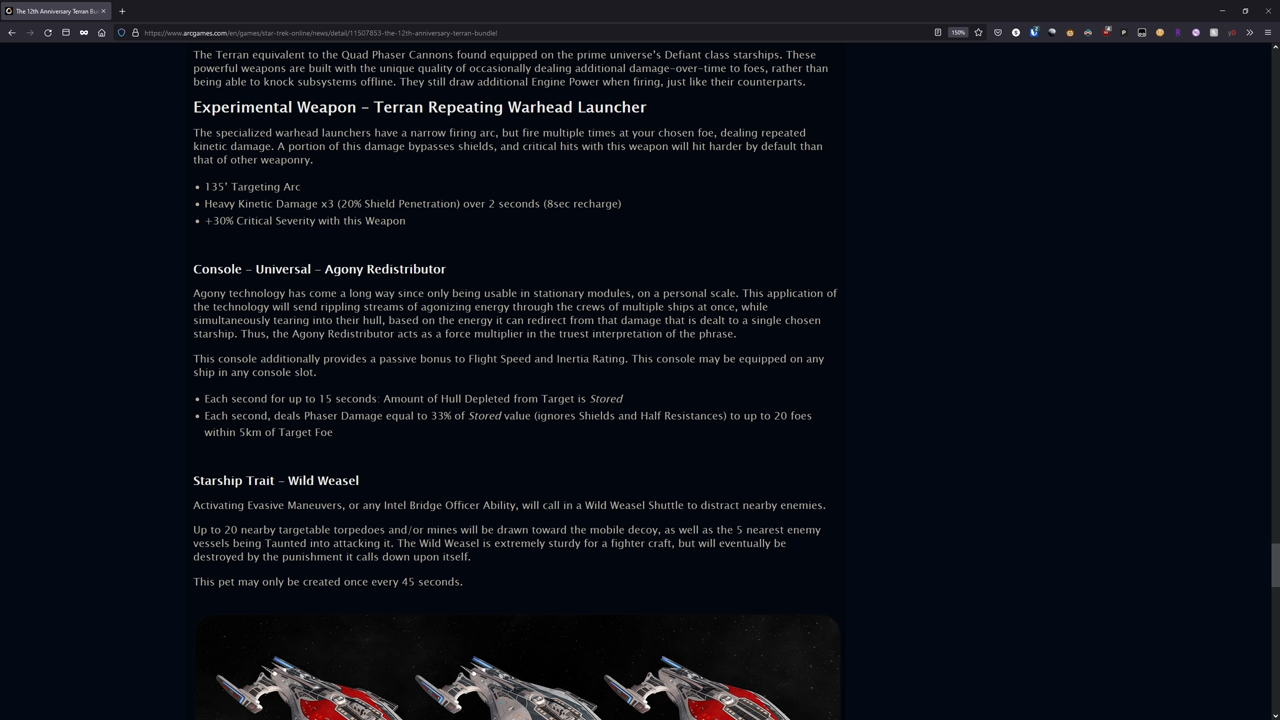 The 12th Anniversary Terran Bu
https://www.arcgames.com/en/games/star-trek-online/news/detail/11507853-the-12th-anniversary-terran-bundle!
150%
The Terran equivalent to the Quad Phaser Cannons found equipped on the prime universe's Defiant class starships. These
powerful weapons are built with the unique quality of occasionally dealing additional damage-over-time to foes, rather than
being able to knock subsystems offline. They still draw additional Engine Power when firing, just like their counterparts.
Experimental Weapon – Terran Repeating Warhead Launcher
The specialized warhead launchers have a narrow firing arc, but fire multiple times at your chosen foe, dealing repeated
kinetic damage. A portion of this damage bypasses shields, and critical hits with this weapon will hit harder by default than
that of other weaponry.
• 135' Targeting Arc
• Heavy Kinetic Damage x3 (20% Shield Penetration) over 2 seconds (8sec recharge)
• +30% Critical Severity with this Weapon
Console – Universal – Agony Redistributor
Agony technology has come a long way since only being usable in stationary modules, on a personal scale. This application of
the technology will send rippling streams of agonizing energy through the crews of multiple ships at once, while
simultaneously tearing into their hull, based on the energy it can redirect from that damage that is dealt to a single chosen
starship. Thus, the Agony Redistributor acts as a force multiplier in the truest interpretation of the phrase.
This console additionally provides a passive bonus to Flight Speed and Inertia Rating. This console may be equipped on any
ship in any console slot.
• Each second for up to 15 seconds: Amount of Hull Depleted from Target is Stored
• Each second, deals Phaser Damage equal to 33% of Stored value (ignores Shields and Half Resistances) to up to 20 foes
within 5km of Target Foe
Starship Trait – Wild Weasel
Activating Evasive Maneuvers, or any Intel Bridge Officer Ability, will call in a Wild Weasel Shuttle to distract nearby enemies.
Up to 20 nearby targetable torpedoes and/or mines will be drawn toward the mobile decoy, as well as the 5 nearest enemy
vessels being Taunted into attacking it. The Wild Weasel is extremely sturdy for a fighter craft, but will eventually be
destroyed by the punishment it calls down upon itself.
This pet may only be created once every 45 seconds.